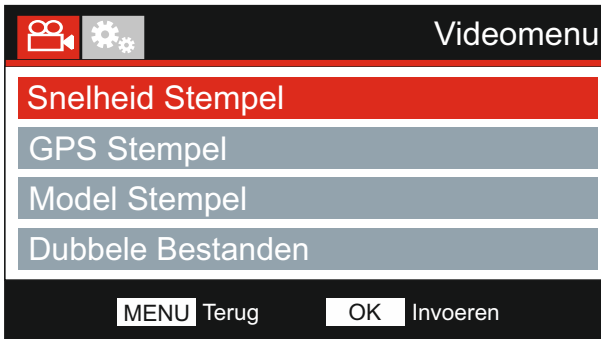 Videomenu
Snelheid Stempel
GPS Stempel
Model Stempel
Dubbele Bestanden
MENU Terug OK Invoeren